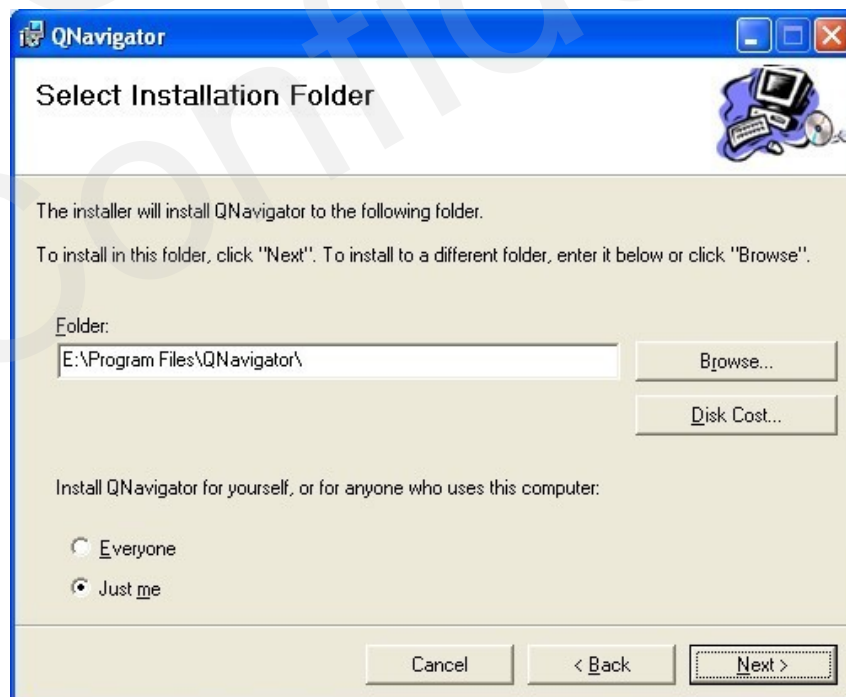 QNavigator
Select Installation Folder
The installer will install QNavigator to the following folder.
To install in this folder, click "Next". To install to a different folder, enter it below or click "Browse".
Folder:
E:\Program Files\QNavigator\
Browse...
Disk Cost...
Install QNavigator for yourself, or for anyone who uses this computer:
Everyone
Just me
Cancel
< Back
Next >